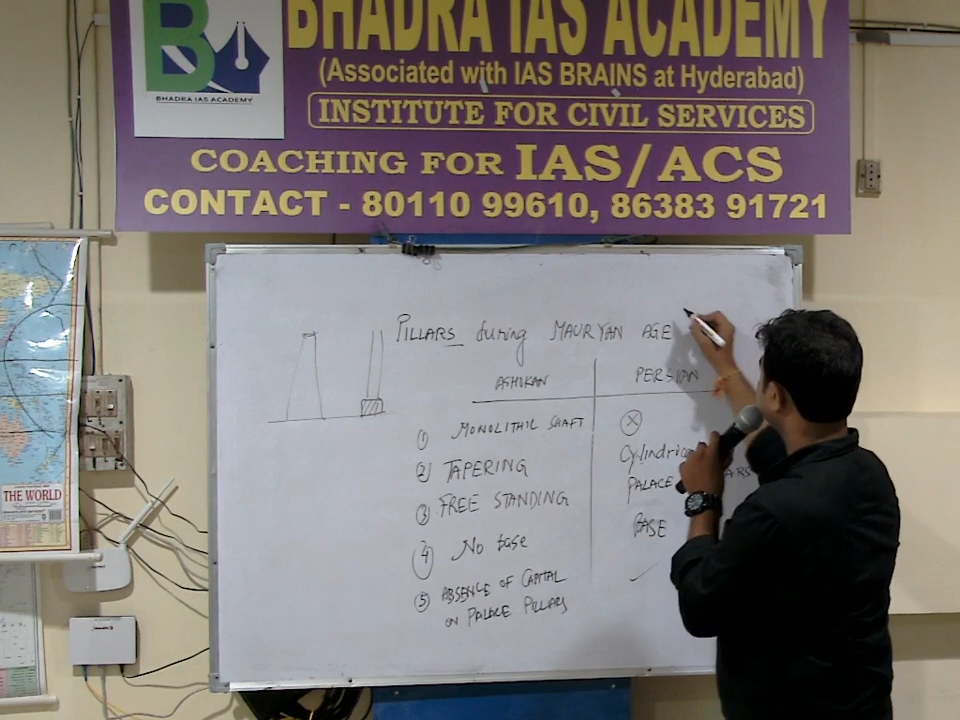 BHADRA IAS ACADEMY
BHADRA IAS ACADEMY
(Associated with IAS BRAINS at Hyderabad)
INSTITUTE FOR CIVIL SERVICES
COACHING FOR IAS/ACS
CONTACT - 80110 99610, 86383 91721
PILLARS during MAURYAN AGE
ASHOKAN PERSIAN
① MONOLITHIC SHAFT
② TAPERING Cylindrical
③ FREE STANDING PALACE
④ No base BASE
⑤ ABSENCE OF CAPITAL
on PALACE PILLARS
THE WORLD